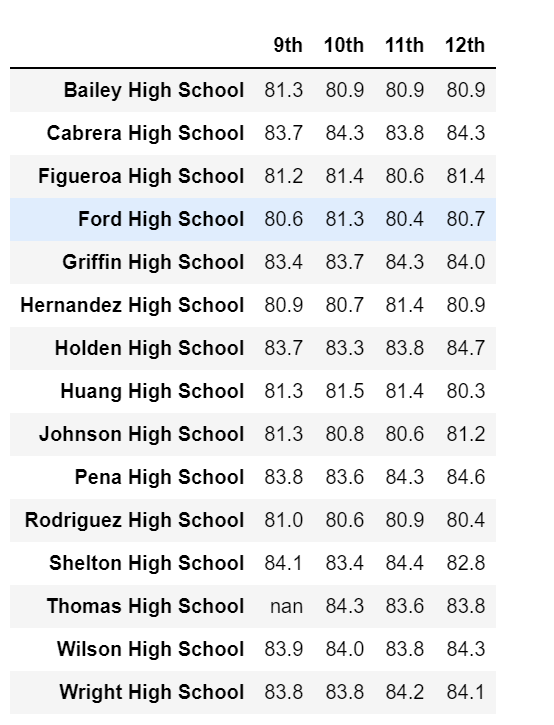 9th 10th 11th 12th
Bailey High School 81.3 80.9 80.9 80.9
Cabrera High School 83.7 84.3 83.8 84.3
Figueroa High School 81.2 81.4 80.6 81.4
Ford High School 80.6 81.3 80.4 80.7
Griffin High School 83.4 83.7 84.3 84.0
Hernandez High School 80.9 80.7 81.4 80.9
Holden High School 83.7 83.3 83.8 84.7
Huang High School 81.3 81.5 81.4 80.3
Johnson High School 81.3 80.8 80.6 81.2
Pena High School 83.8 83.6 84.3 84.6
Rodriguez High School 81.0 80.6 80.9 80.4
Shelton High School 84.1 83.4 84.4 82.8
Thomas High School nan 84.3 83.6 83.8
Wilson High School 83.9 84.0 83.8 84.3
Wright High School 83.8 83.8 84.2 84.1